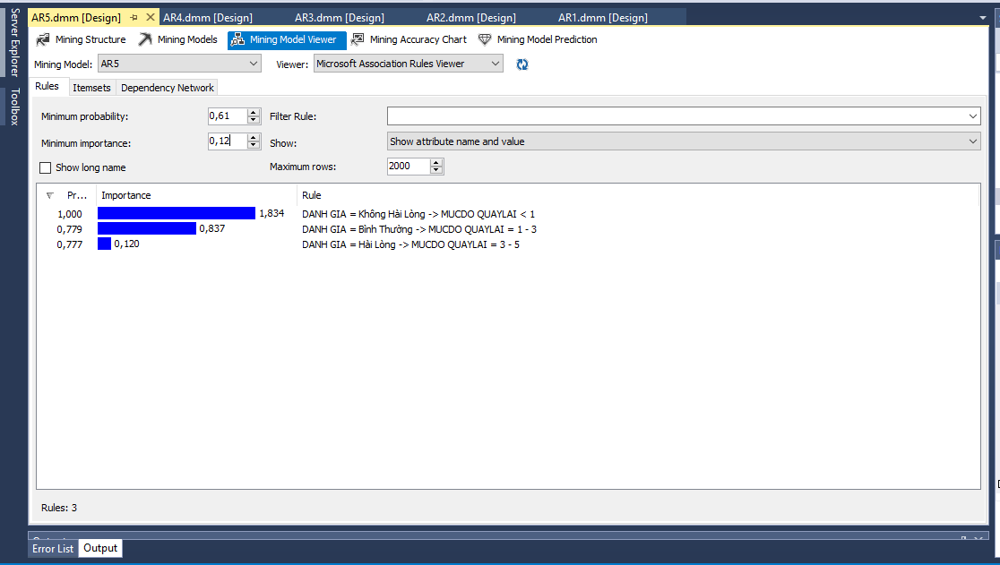 Server Explorer
Toolbox
AR5.dmm [Design] AR4.dmm [Design] AR3.dmm [Design] AR2.dmm [Design] AR1.dmm [Design]
Mining Structure Mining Models Mining Model Viewer Mining Accuracy Chart Mining Model Prediction
Mining Model: AR5 Viewer: Microsoft Association Rules Viewer
Rules Itemsets Dependency Network
Minimum probability: 0,61 Filter Rule:
Minimum importance: 0,12 Show: Show attribute name and value
Show long name Maximum rows: 2000
Pr... Importance Rule
1,000 1,834 DANH GIA = Không Hài Lòng -> MUCDO QUAYLAI < 1
0,779 0,837 DANH GIA = Bình Thường -> MUCDO QUAYLAI = 1 - 3
0,777 0,120 DANH GIA = Hài Lòng -> MUCDO QUAYLAI = 3 - 5
Rules: 3
Error List Output